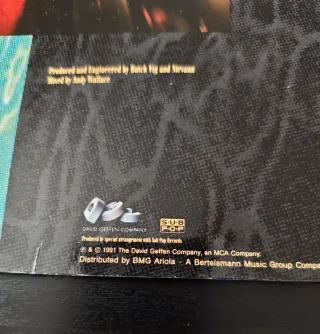 Produced and Engineered by Butch Vig and Nirvana
Mixed by Andy Wallace
DGC
DAVID GEFFEN COMPANY
SUB
POP
Produced by special arrangement with Sub Pop Records
℗ & © 1991 The David Geffen Company, an MCA Company.
Distributed by BMG Ariola - A Bertelsmann Music Group Compa